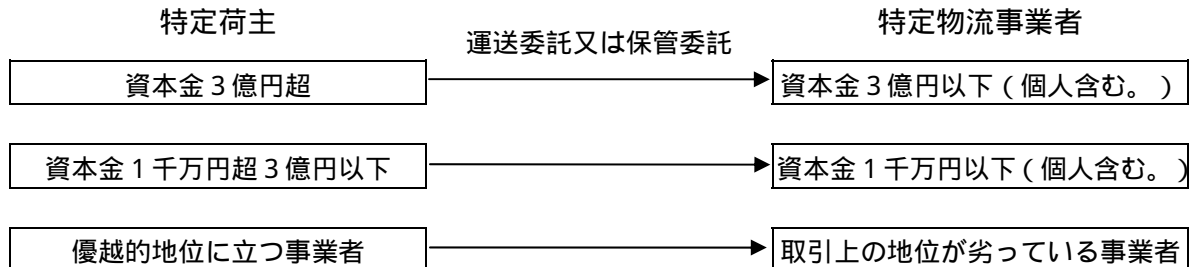 特定荷主
運送委託又は保管委託
特定物流事業者
資本金３億円超
資本金３億円以下（個人含む。）
資本金１千万円超３億円以下
資本金１千万円以下（個人含む。）
優越的地位に立つ事業者
取引上の地位が劣っている事業者